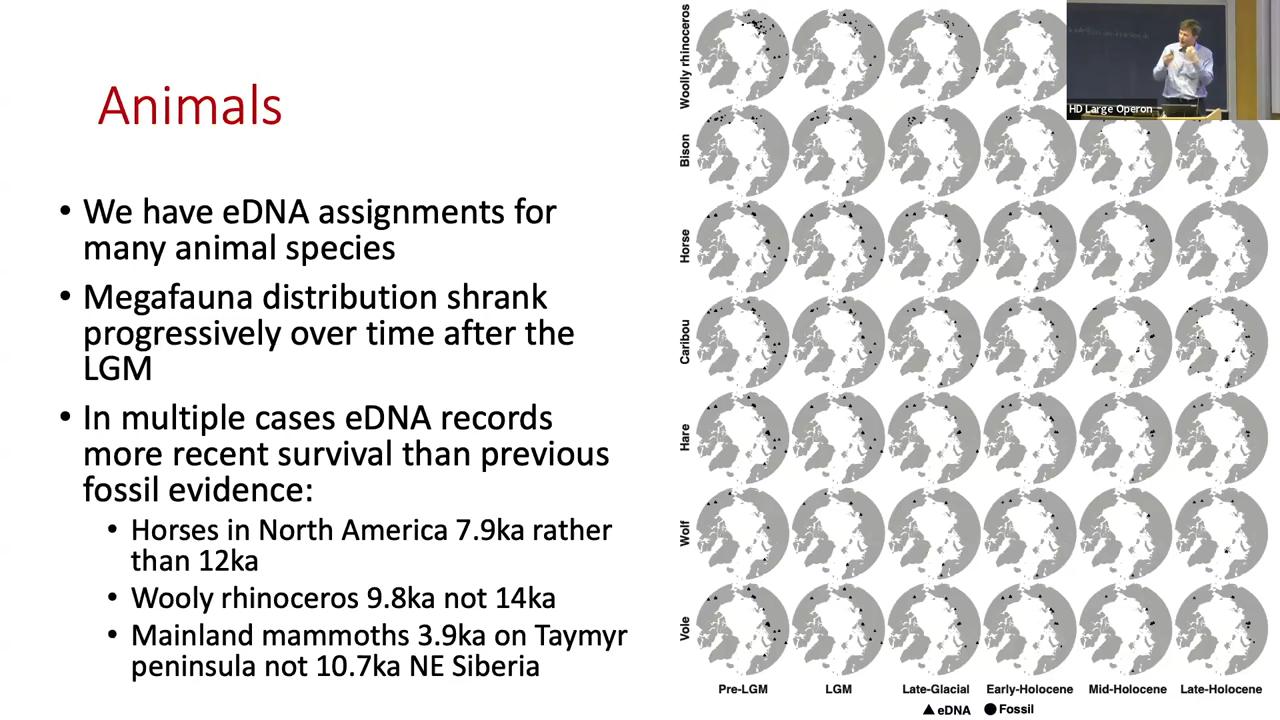 Animals
• We have eDNA assignments for
many animal species
• Megafauna distribution shrank
progressively over time after the
LGM
• In multiple cases eDNA records
more recent survival than previous
fossil evidence:
• Horses in North America 7.9ka rather
than 12ka
• Wooly rhinoceros 9.8ka not 14ka
• Mainland mammoths 3.9ka on Taymyr
peninsula not 10.7ka NE Siberia
Woolly rhinoceros
Bison
Horse
Caribou
Hare
Wolf
Vole
Pre-LGM LGM Late-Glacial Early-Holocene Mid-Holocene Late-Holocene
eDNA Fossil
HD Large Operon